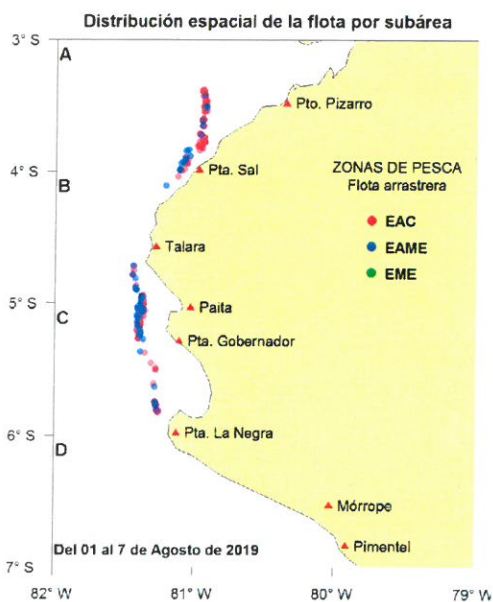 Distribución espacial de la flota por subárea
3° S
A
Pto. Pizarro
ZONAS DE PESCA
Flota arrastrera
4° S
Pta. Sal
B
EAC
EAME
Talara
EME
5° S
C
Paita
Pta. Gobernador
6° S
D
Pta. La Negra
Mórrope
Pimentel
Del 01 al 7 de Agosto de 2019
7° S
82° W
81° W
80° W
79° W